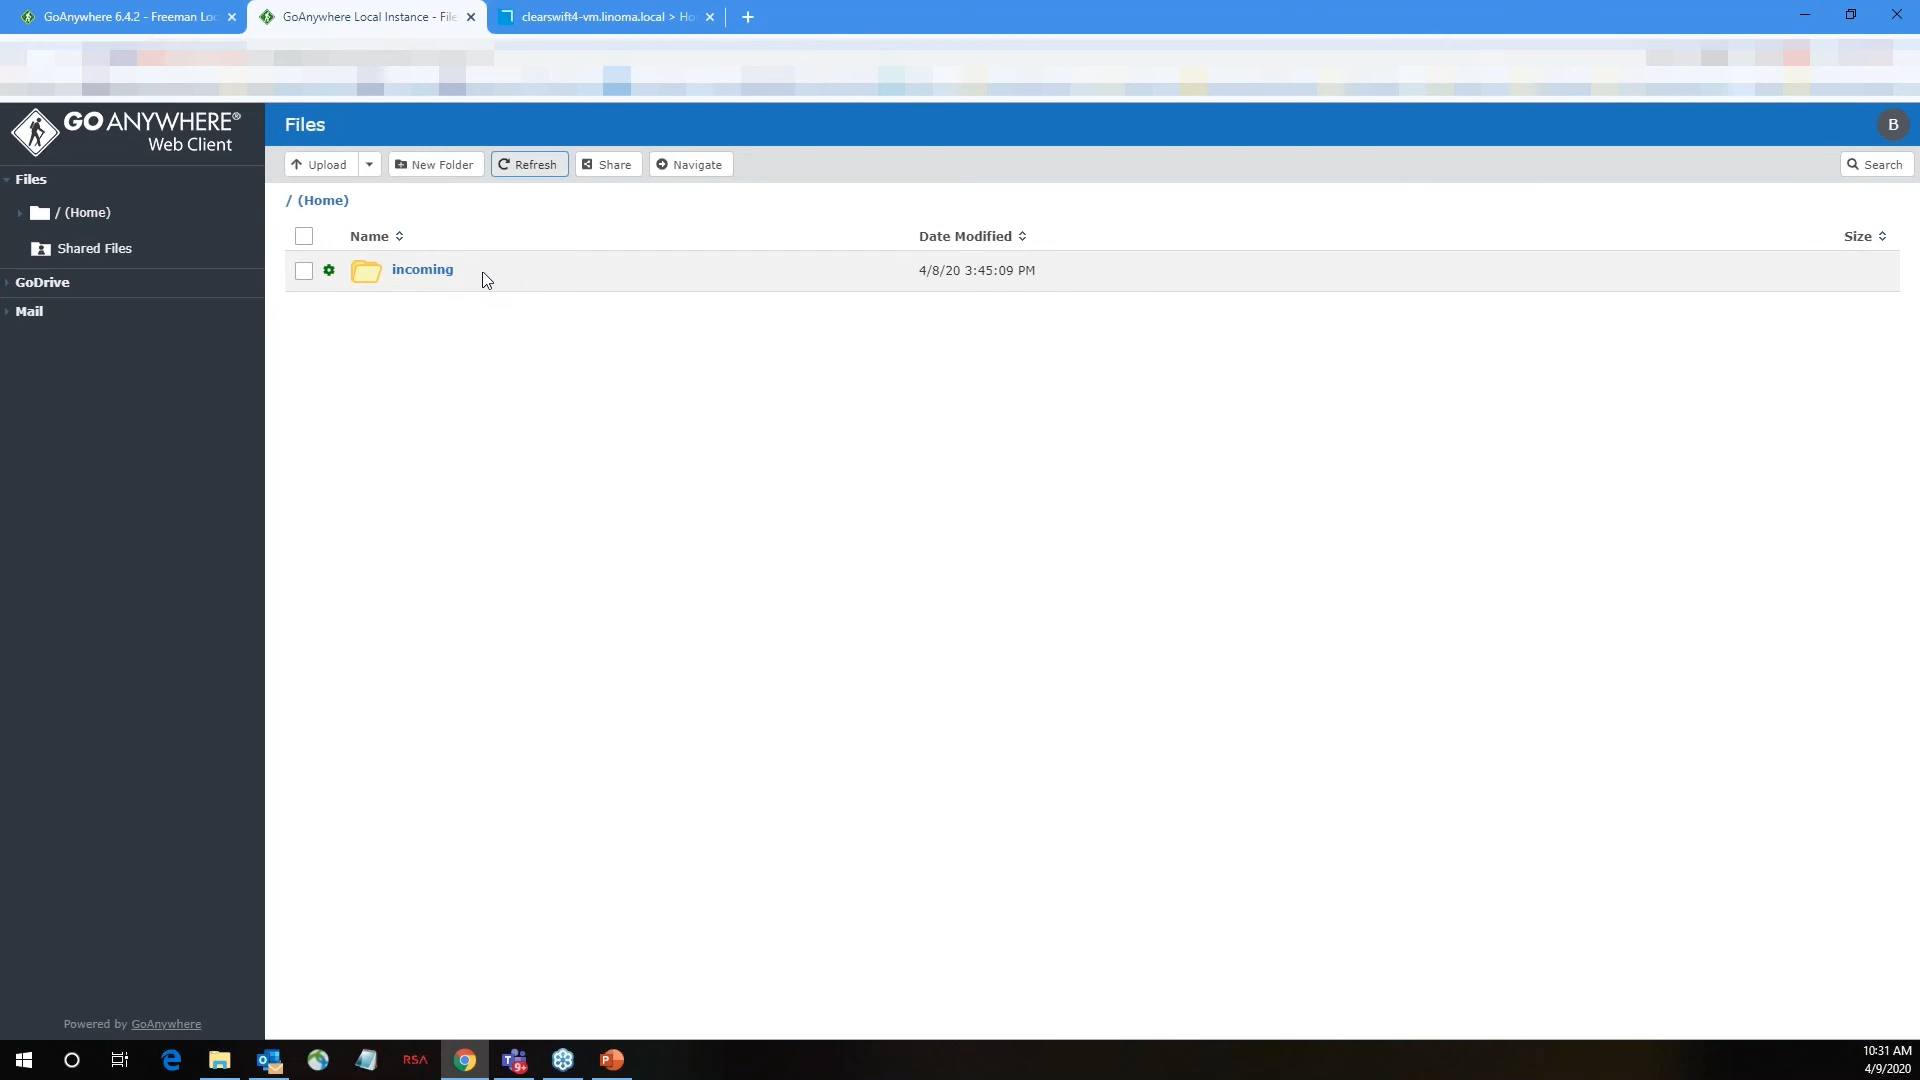 GoAnywhere 6.4.2 - Freeman Loc
GoAnywhere Local Instance - File
clearswift4-vm.linoma.local > Ho
GO ANYWHERE®
Web Client
Files
B
Files
/ (Home)
Shared Files
GoDrive
Mail
Upload
New Folder
Refresh
Share
Navigate
Search
/ (Home)
Name
Date Modified
Size
incoming
4/8/20 3:45:09 PM
Powered by GoAnywhere
RSA
9+
10:31 AM
4/9/2020